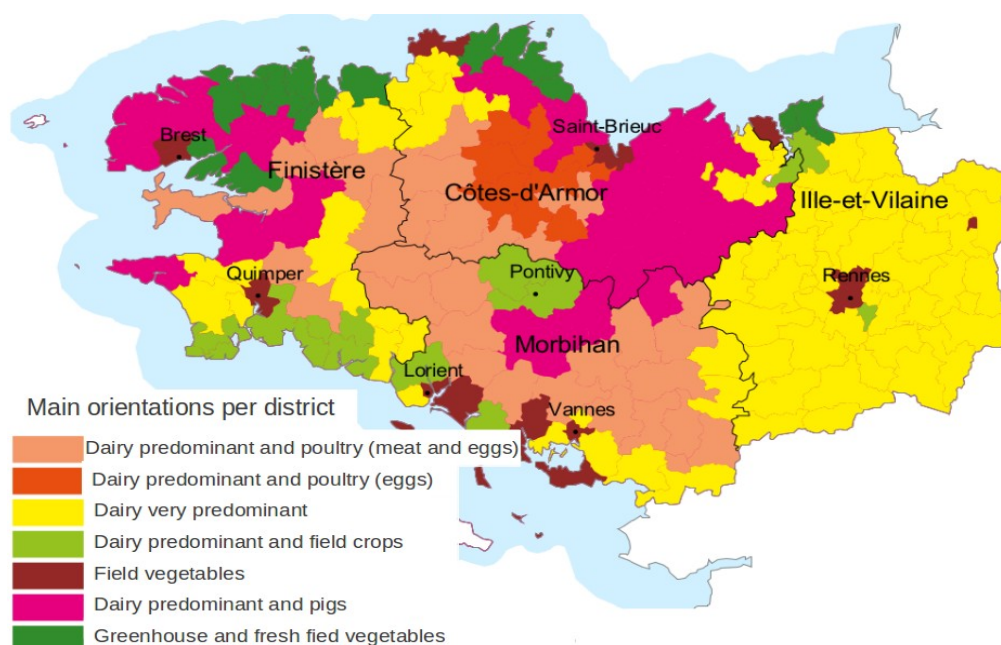 Saint-Brieuc
Brest
Finistère
Côtes-d'Armor
Ille-et-Vilaine
Quimper
Pontivy
Rennes
Morbihan
Lorient
Vannes
Main orientations per district
Dairy predominant and poultry (meat and eggs)
Dairy predominant and poultry (eggs)
Dairy very predominant
Dairy predominant and field crops
Field vegetables
Dairy predominant and pigs
Greenhouse and fresh fied vegetables